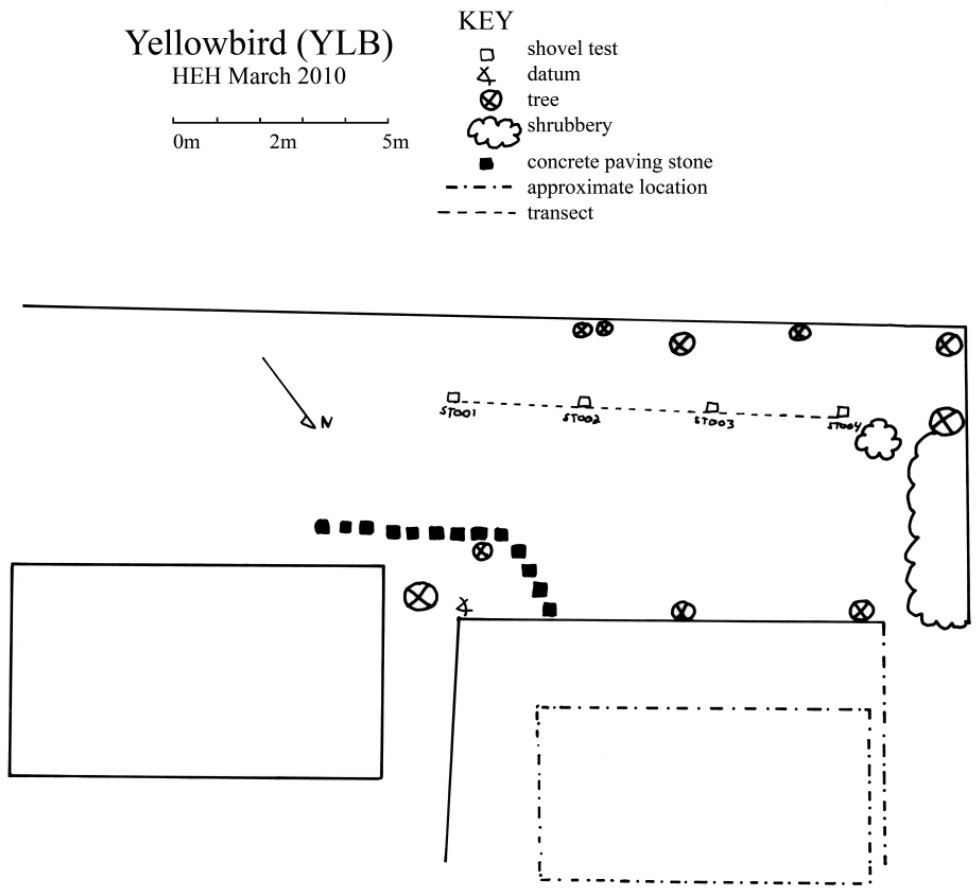 Yellowbird (YLB)
HEH March 2010
0m 2m 5m
KEY
shovel test
datum
tree
shrubbery
concrete paving stone
approximate location
transect
N
ST001
ST002
ST003
ST004